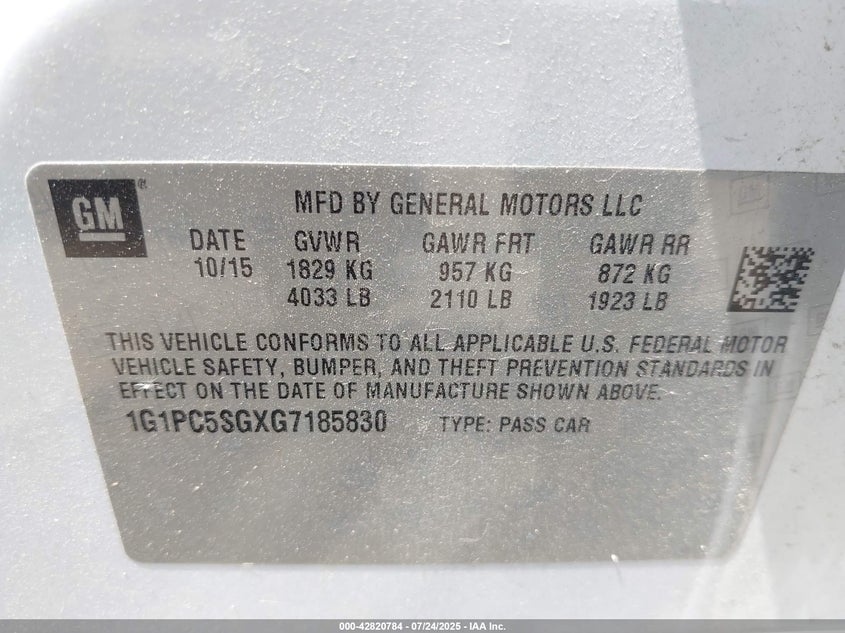 GM®
MFD BY GENERAL MOTORS LLC
DATE GVWR GAWR FRT GAWR RR
10/15 1829 KG 957 KG 872 KG
4033 LB 2110 LB 1923 LB
THIS VEHICLE CONFORMS TO ALL APPLICABLE U.S. FEDERAL MOTOR
VEHICLE SAFETY, BUMPER, AND THEFT PREVENTION STANDARDS IN
EFFECT ON THE DATE OF MANUFACTURE SHOWN ABOVE.
1G1PC5SGXG7185830 TYPE: PASS CAR
000-42820784 - 07/24/2025 - IAA Inc.